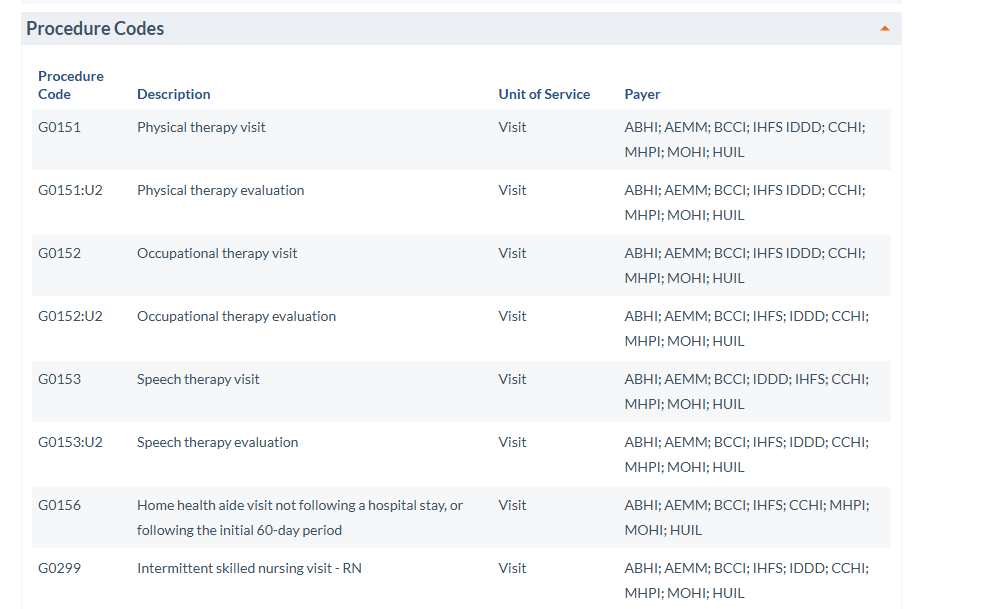 Procedure Codes
Procedure
Code Description Unit of Service Payer
G0151 Physical therapy visit Visit ABHI; AEMM; BCCI; IHFS IDDD; CCHI;
MHPI; MOHI; HUIL
G0151:U2 Physical therapy evaluation Visit ABHI; AEMM; BCCI; IHFS IDDD; CCHI;
MHPI; MOHI; HUIL
G0152 Occupational therapy visit Visit ABHI; AEMM; BCCI; IHFS IDDD; CCHI;
MHPI; MOHI; HUIL
G0152:U2 Occupational therapy evaluation Visit ABHI; AEMM; BCCI; IHFS; IDDD; CCHI;
MHPI; MOHI; HUIL
G0153 Speech therapy visit Visit ABHI; AEMM; BCCI; IDDD; IHFS; CCHI;
MHPI; MOHI; HUIL
G0153:U2 Speech therapy evaluation Visit ABHI; AEMM; BCCI; IHFS; IDDD; CCHI;
MHPI; MOHI; HUIL
G0156 Home health aide visit not following a hospital stay, or Visit ABHI; AEMM; BCCI; IHFS; CCHI; MHPI;
following the initial 60-day period MOHI; HUIL
G0299 Intermittent skilled nursing visit - RN Visit ABHI; AEMM; BCCI; IHFS; IDDD; CCHI;
MHPI; MOHI; HUIL